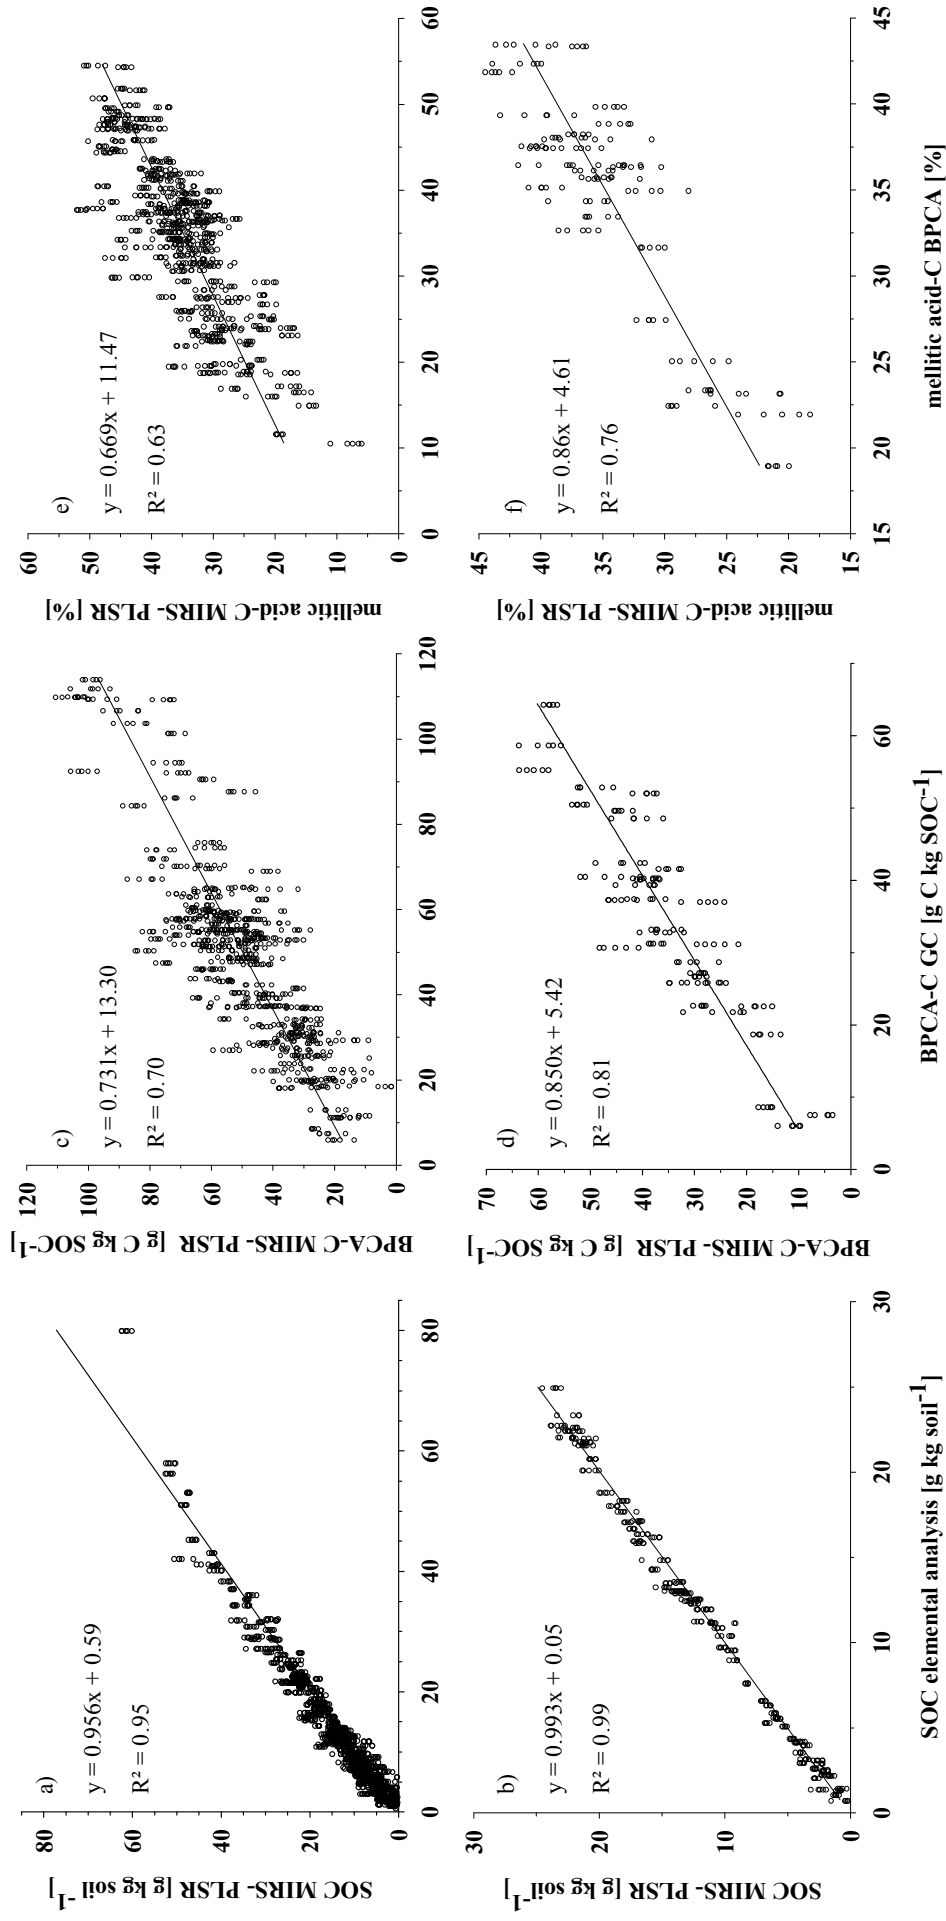 a)
y = 0.956x + 0.59
R² = 0.95
SOC MIRS- PLSR [g kg soil⁻¹]
80
60
50
30
20
0
0 20 40 60 80
c)
y = 0.731x + 13.30
R² = 0.70
BPCA-C MIRS- PLSR [g C kg SOC⁻¹]
120
100
80
60
40
20
0
0 20 40 60 80 100 120
e)
y = 0.669x + 11.47
R² = 0.63
mellitic acid-C MIRS- PLSR [%]
60
50
40
30
20
10
0
0 10 20 30 40 50 60
b)
y = 0.993x + 0.05
R² = 0.99
SOC MIRS- PLSR [g kg soil⁻¹]
30
20
10
0
0 10 20 30
SOC elemental analysis [g kg soil⁻¹]
d)
y = 0.850x + 5.42
R² = 0.81
BPCA-C MIRS- PLSR [g C kg SOC⁻¹]
70
60
50
40
30
20
10
0
0 20 40 60
BPCA-C GC [g C kg SOC⁻¹]
f)
y = 0.86x + 4.61
R² = 0.76
mellitic acid-C MIRS- PLSR [%]
45
40
35
30
25
20
15
15 25 30 35 40 45
mellitic acid-C BPCA [%]